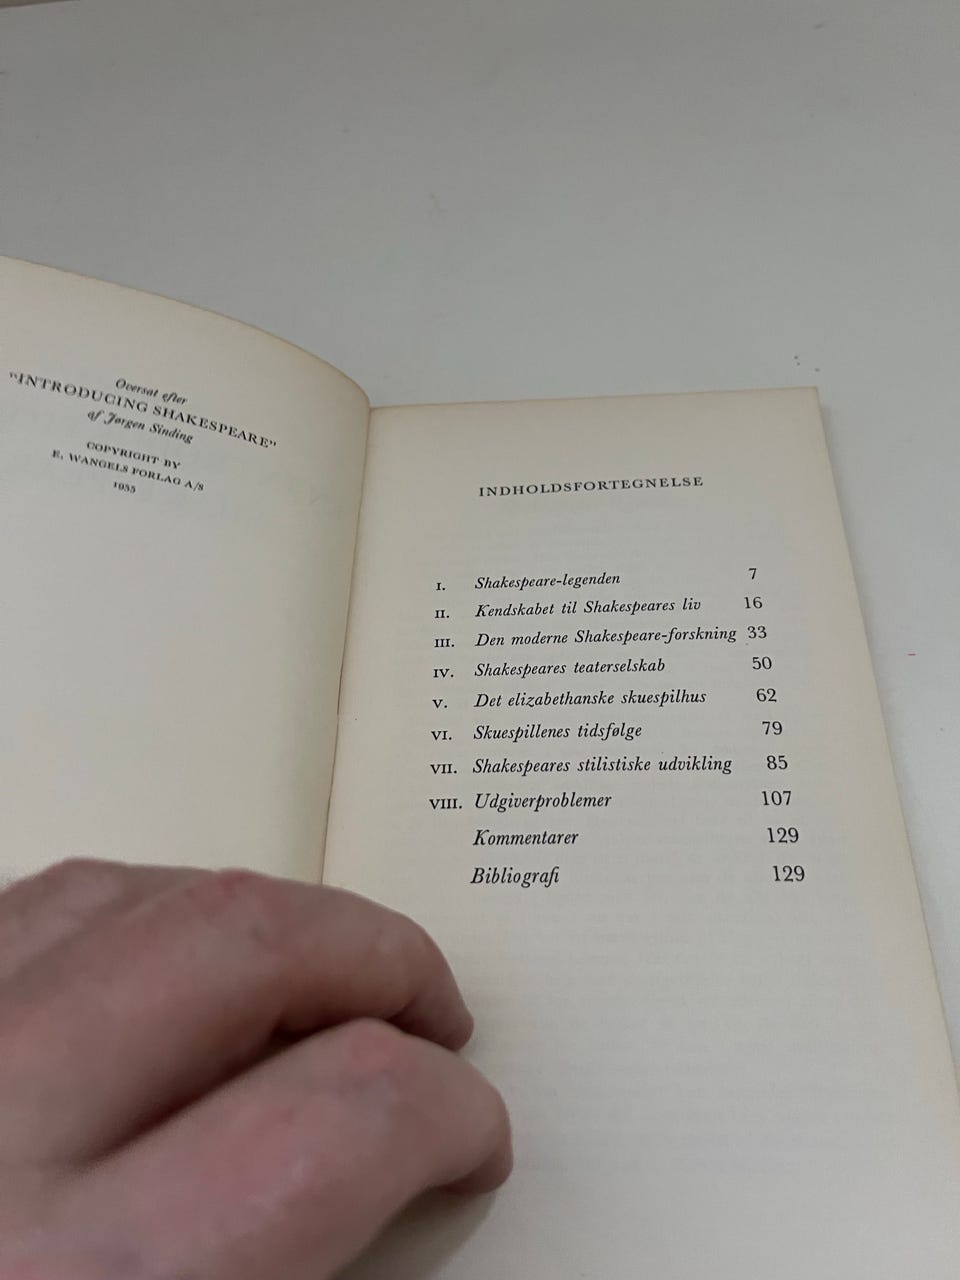 Oversat efter
"INTRODUCING SHAKESPEARE"
af Jørgen Sinding
COPYRIGHT BY
E. WANGELS FORLAG A/S
1955
INDHOLDSFORTEGNELSE
I. Shakespeare-legenden 7
II. Kendskabet til Shakespeares liv 16
III. Den moderne Shakespeare-forskning 33
IV. Shakespeares teaterselskab 50
V. Det elizabethanske skuespilhus 62
VI. Skuespillenes tidsfølge 79
VII. Shakespeares stilistiske udvikling 85
VIII. Udgiverproblemer 107
Kommentarer 129
Bibliografi 129